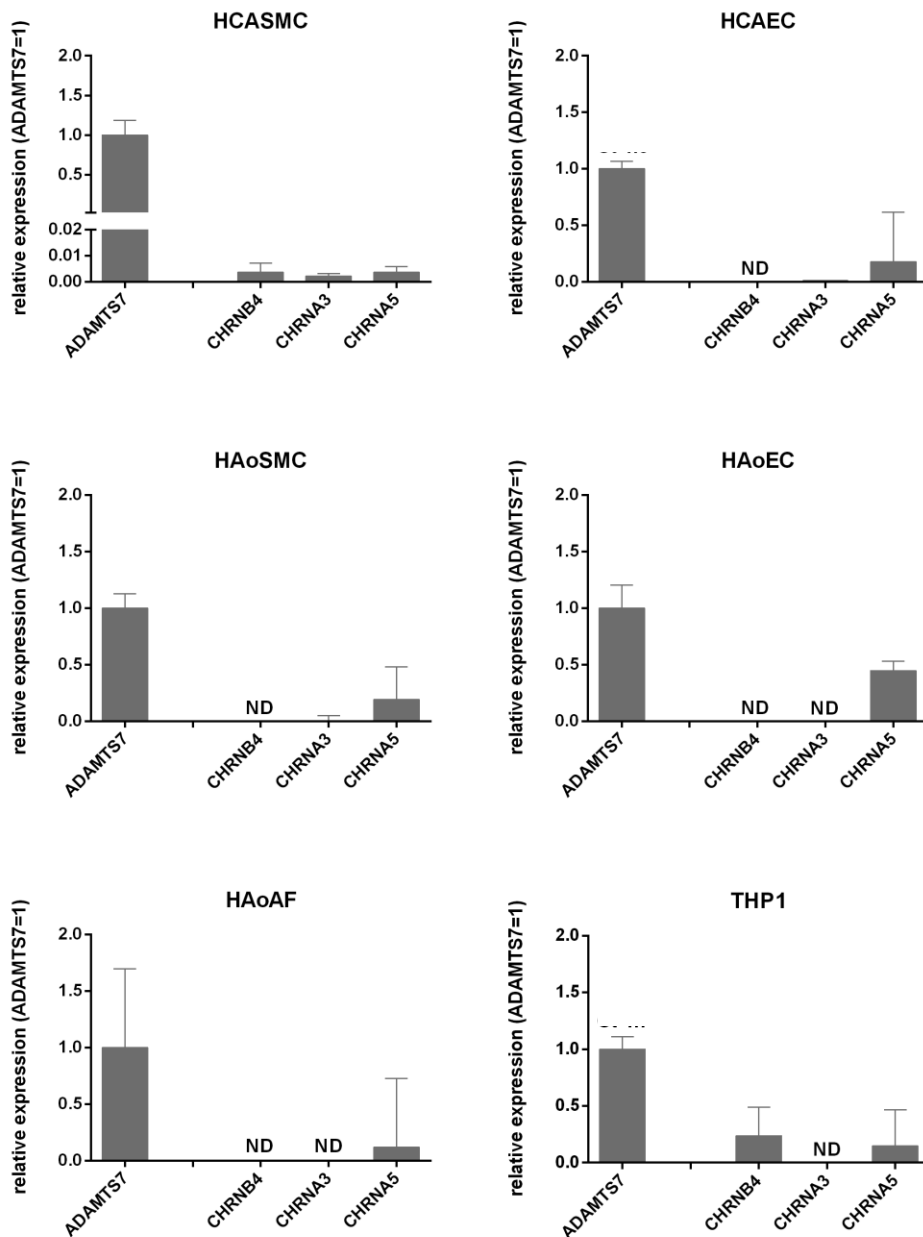 HCASMC
relative expression (ADAMTS7=1)
2.0
1.5
1.0
0.5
0.02
0.01
0.00
ADAMTS7
CHRNB4
CHRNA3
CHRNA5
HCAEC
relative expression (ADAMTS7=1)
2.0
1.5
1.0
0.5
0.0
ND
ADAMTS7
CHRNB4
CHRNA3
CHRNA5
HAoSMC
relative expression (ADAMTS7=1)
2.0
1.5
1.0
0.5
0.0
ND
ADAMTS7
CHRNB4
CHRNA3
CHRNA5
HAoEC
relative expression (ADAMTS7=1)
2.0
1.5
1.0
0.5
0.0
ND
ND
ADAMTS7
CHRNB4
CHRNA3
CHRNA5
HAoAF
relative expression (ADAMTS7=1)
2.0
1.5
1.0
0.5
0.0
ND
ND
ADAMTS7
CHRNB4
CHRNA3
CHRNA5
THP1
relative expression (ADAMTS7=1)
2.0
1.5
1.0
0.5
0.0
ND
ADAMTS7
CHRNB4
CHRNA3
CHRNA5